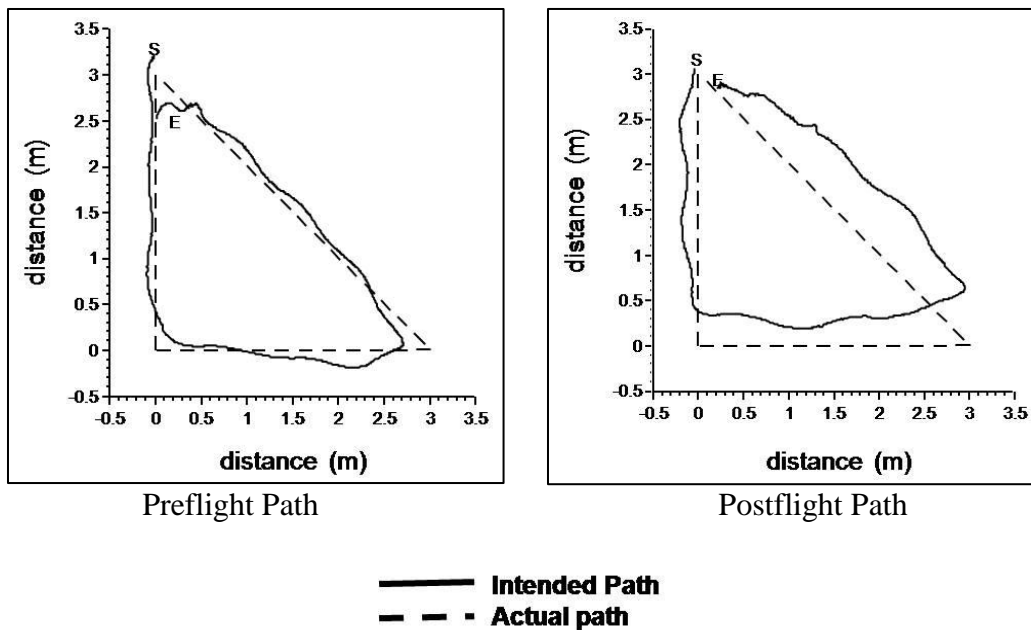 3.5
S
3
E
2.5
2
1.5
1
0.5
0
-0.5
-0.5 0 0.5 1 1.5 2 2.5 3 3.5
distance (m)
distance (m)
Preflight Path
3.5
S
E
3
2.5
2
1.5
1
0.5
0
-0.5
-0.5 0 0.5 1 1.5 2 2.5 3 3.5
distance (m)
distance (m)
Postflight Path
Intended Path
Actual path